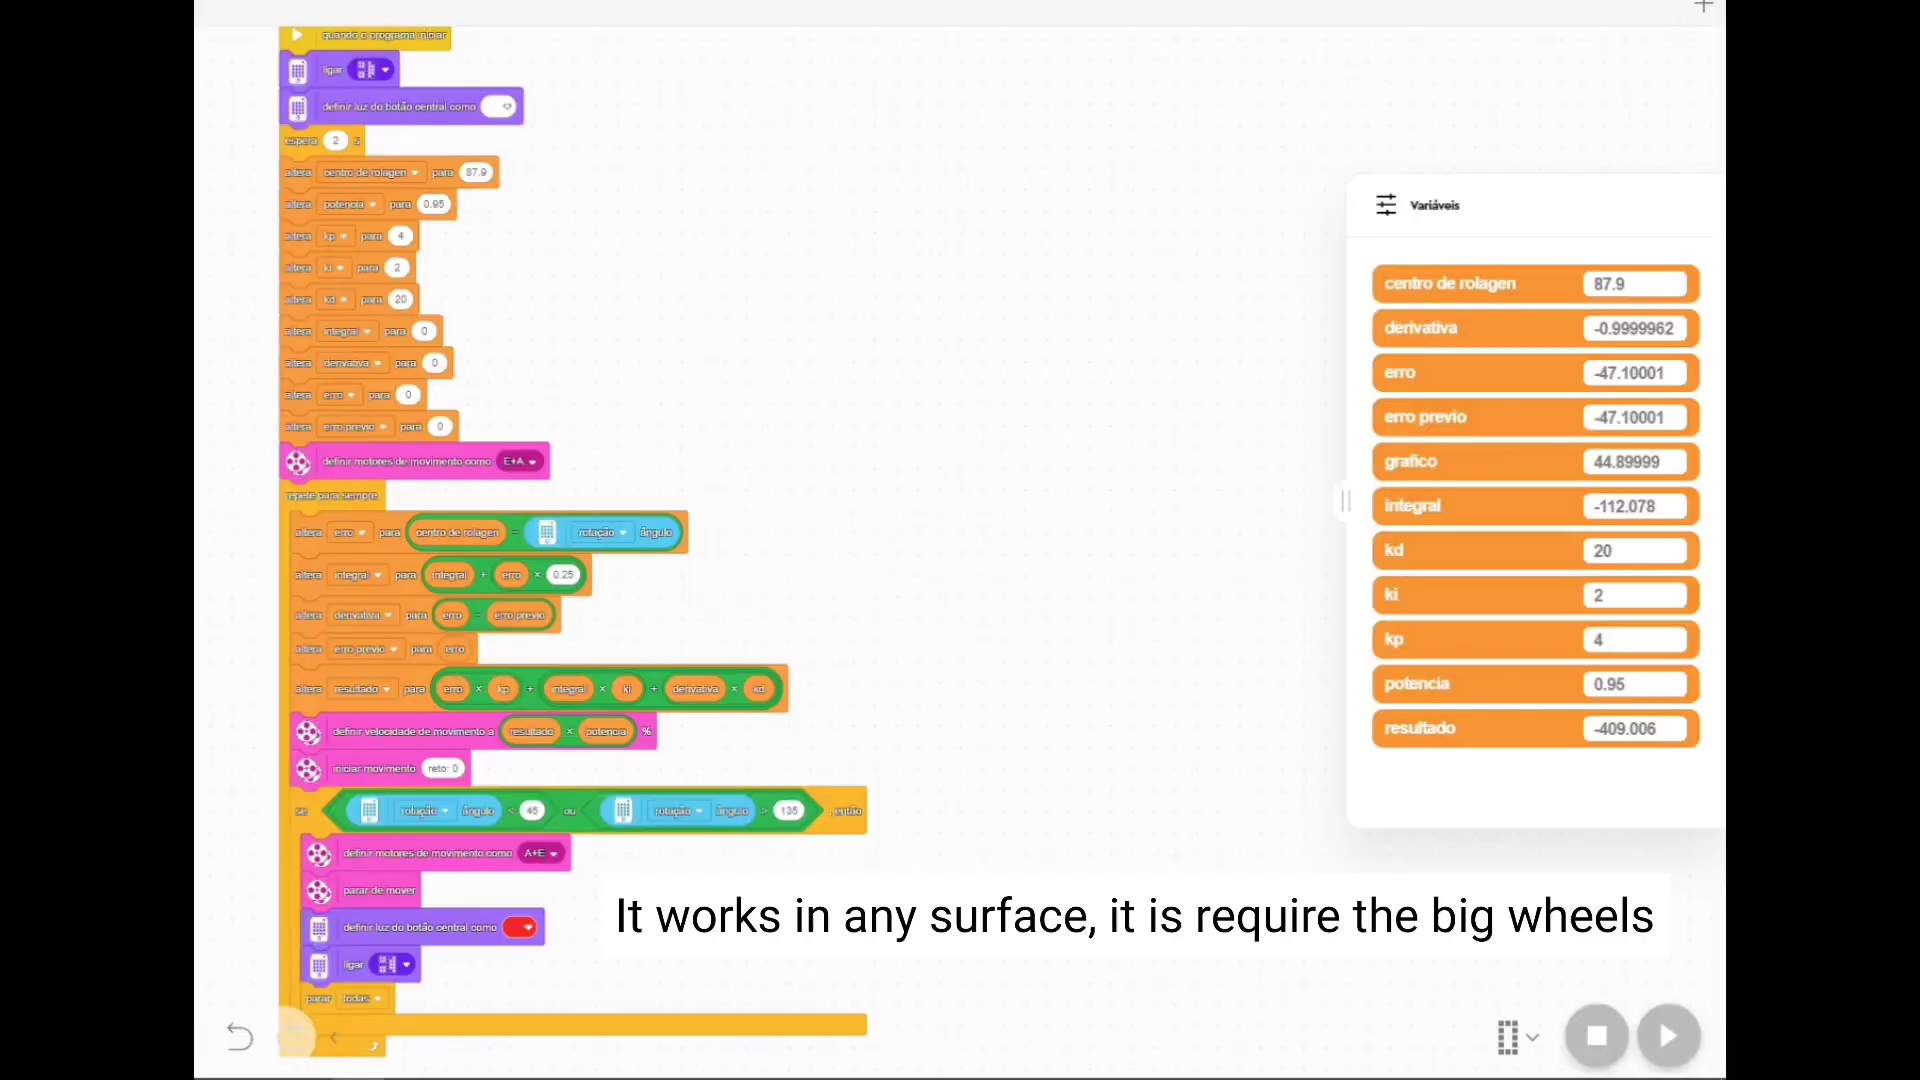 quando o programa iniciar
ligar
definir luz do botão central como
espera 2 s
altera centro de rolagen para 87.9
altera potencia para 0.95
altera kp para 4
altera ki para 2
altera kd para 20
altera integral para 0
altera derivativa para 0
altera erro para 0
altera erro previo para 0
definir motores de movimento como E+A
repete para sempre
altera erro para centro de rolagen - rotação ângulo
altera integral para integral + erro × 0.25
altera derivativa para erro - erro previo
altera erro previo para erro
altera resultado para erro × kp + integral × ki + derivativa × kd
definir velocidade de movimento a resultado × potencia %
iniciar movimento reto: 0
se rotação ângulo < 45 ou rotação ângulo > 135 , então
definir motores de movimento como A+E
parar de mover
definir luz do botão central como
ligar
parar todas
Variáveis
centro de rolagen 87.9
derivativa -0.9999962
erro -47.10001
erro previo -47.10001
grafico 44.89999
integral -112.078
kd 20
ki 2
kp 4
potencia 0.95
resultado -409.006
It works in any surface, it is require the big wheels